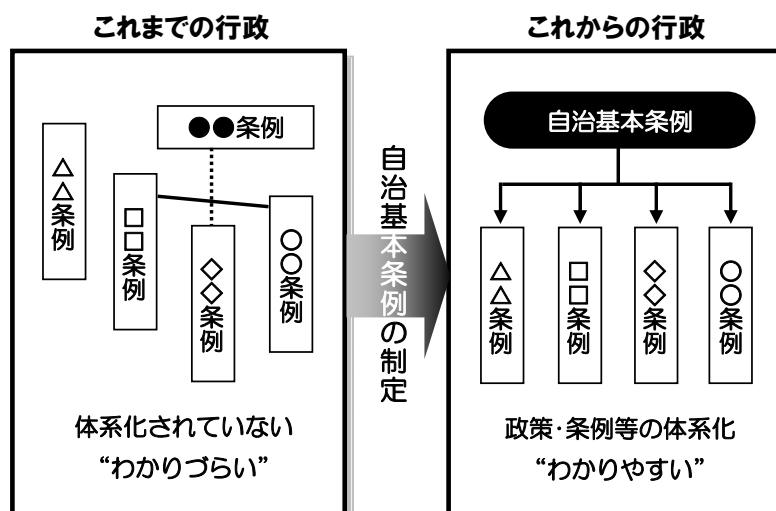 これまでの行政
●●条例
△△条例
□□条例
◇◇条例
○○条例
体系化されていない
“わかりづらい”
自治基本条例の制定
これからの行政
自治基本条例
△△条例
□□条例
◇◇条例
○○条例
政策・条例等の体系化
“わかりやすい”